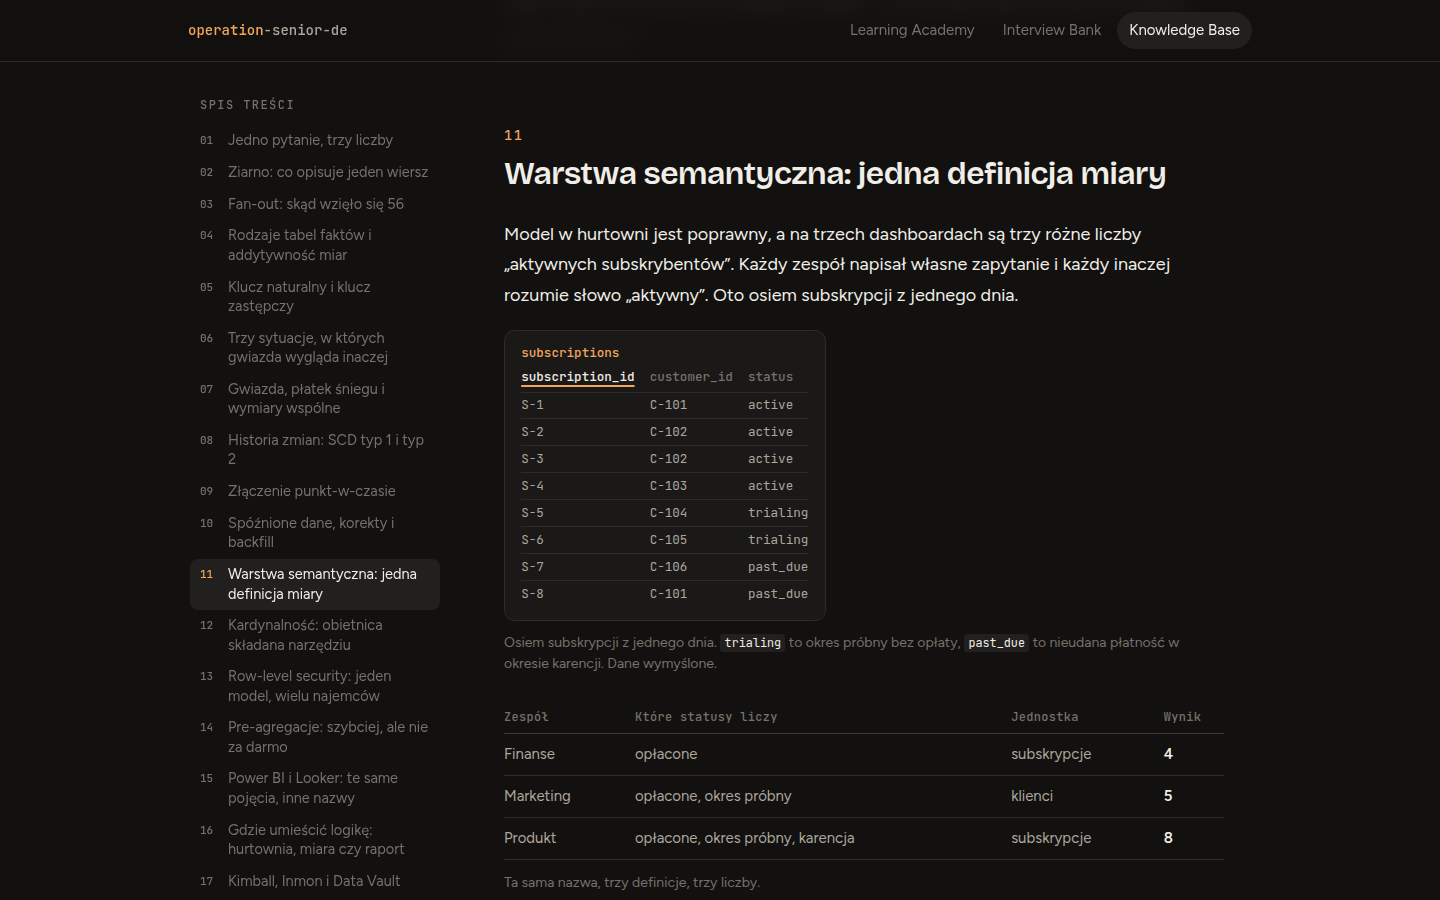 operation-senior-de
Learning Academy
Interview Bank
Knowledge Base
SPIS TREŚCI
01 Jedno pytanie, trzy liczby
02 Ziarno: co opisuje jeden wiersz
03 Fan-out: skąd wzięło się 56
04 Rodzaje tabel faktów i
addytywność miar
05 Klucz naturalny i klucz
zastępczy
06 Trzy sytuacje, w których
gwiazda wygląda inaczej
07 Gwiazda, płatek śniegu i
wymiary wspólne
08 Historia zmian: SCD typ 1 i typ
2
09 Złączenie punkt-w-czasie
10 Spóźnione dane, korekty i
backfill
11 Warstwa semantyczna: jedna
definicja miary
12 Kardynalność: obietnica
składana narzędziu
13 Row-level security: jeden
model, wielu najemców
14 Pre-agregacje: szybciej, ale nie
za darmo
15 Power BI i Looker: te same
pojęcia, inne nazwy
16 Gdzie umieścić logikę:
hurtownia, miara czy raport
17 Kimball, Inmon i Data Vault
11
Warstwa semantyczna: jedna definicja miary
Model w hurtowni jest poprawny, a na trzech dashboardach są trzy różne liczby
„aktywnych subskrybentów”. Każdy zespół napisał własne zapytanie i każdy inaczej
rozumie słowo „aktywny”. Oto osiem subskrypcji z jednego dnia.
subscriptions
subscription_id customer_id status
S-1 C-101 active
S-2 C-102 active
S-3 C-102 active
S-4 C-103 active
S-5 C-104 trialing
S-6 C-105 trialing
S-7 C-106 past_due
S-8 C-101 past_due
Osiem subskrypcji z jednego dnia. trialing to okres próbny bez opłaty, past_due to nieudana płatność w
okresie karencji. Dane wymyślone.
Zespół Które statusy liczy Jednostka Wynik
Finanse opłacone subskrypcje 4
Marketing opłacone, okres próbny klienci 5
Produkt opłacone, okres próbny, karencja subskrypcje 8
Ta sama nazwa, trzy definicje, trzy liczby.